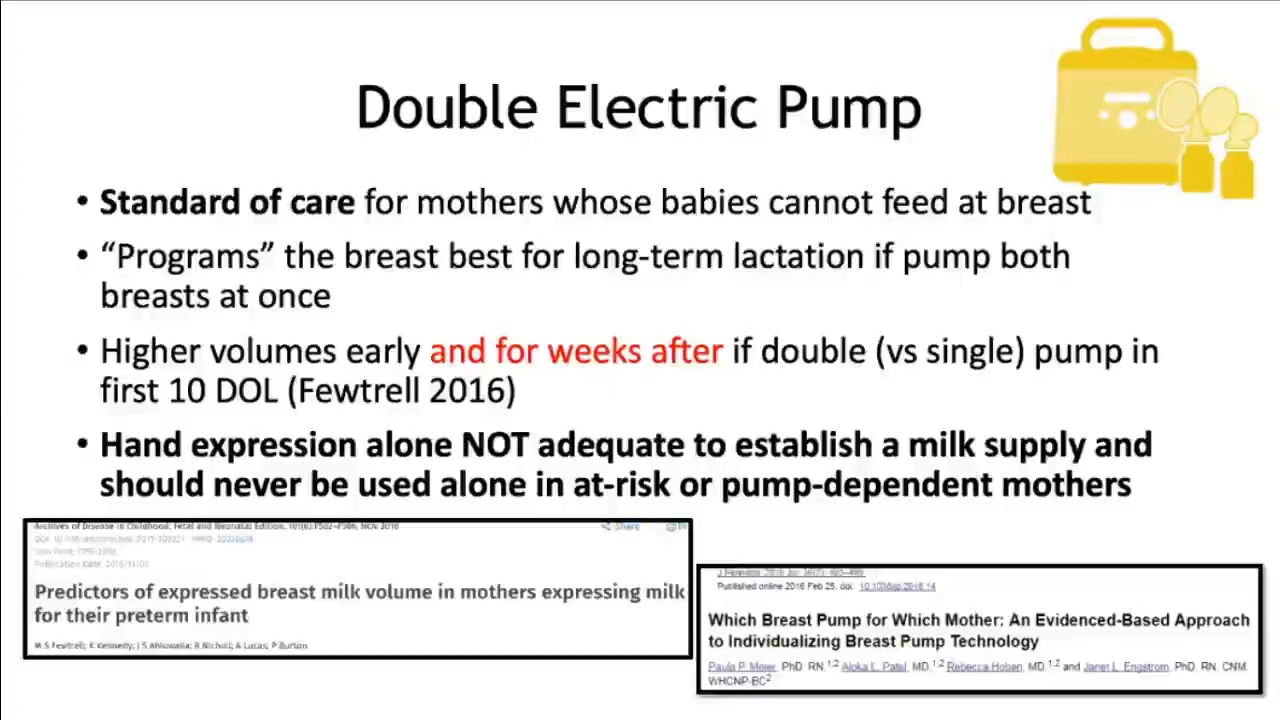 Double Electric Pump
• Standard of care for mothers whose babies cannot feed at breast
• “Programs” the breast best for long-term lactation if pump both
breasts at once
• Higher volumes early and for weeks after if double (vs single) pump in
first 10 DOL (Fewtrell 2016)
• Hand expression alone NOT adequate to establish a milk supply and
should never be used alone in at-risk or pump-dependent mothers
Archives of Disease in Childhood: Fetal and Neonatal Edition, 101(6):F502-F506, NOV 2016
Share
Publication Date: 2016/11/01
Predictors of expressed breast milk volume in mothers expressing milk
for their preterm infant
M S Fewtrell; K Kennedy; J S Ahluwalia; R Nicholl; A Lucas; P Burton
Published online 2016 Feb 25. doi: 10.1038/jp.2016.14
Which Breast Pump for Which Mother: An Evidenced-Based Approach
to Individualizing Breast Pump Technology
Paula P. Meier, PhD, RN,1,2 Aloka L. Patel, MD,1,2 Rebecca Hoban, MD,1,2 and Janet L. Engstrom, PhD, RN, CNM,
WHCNP-BC2